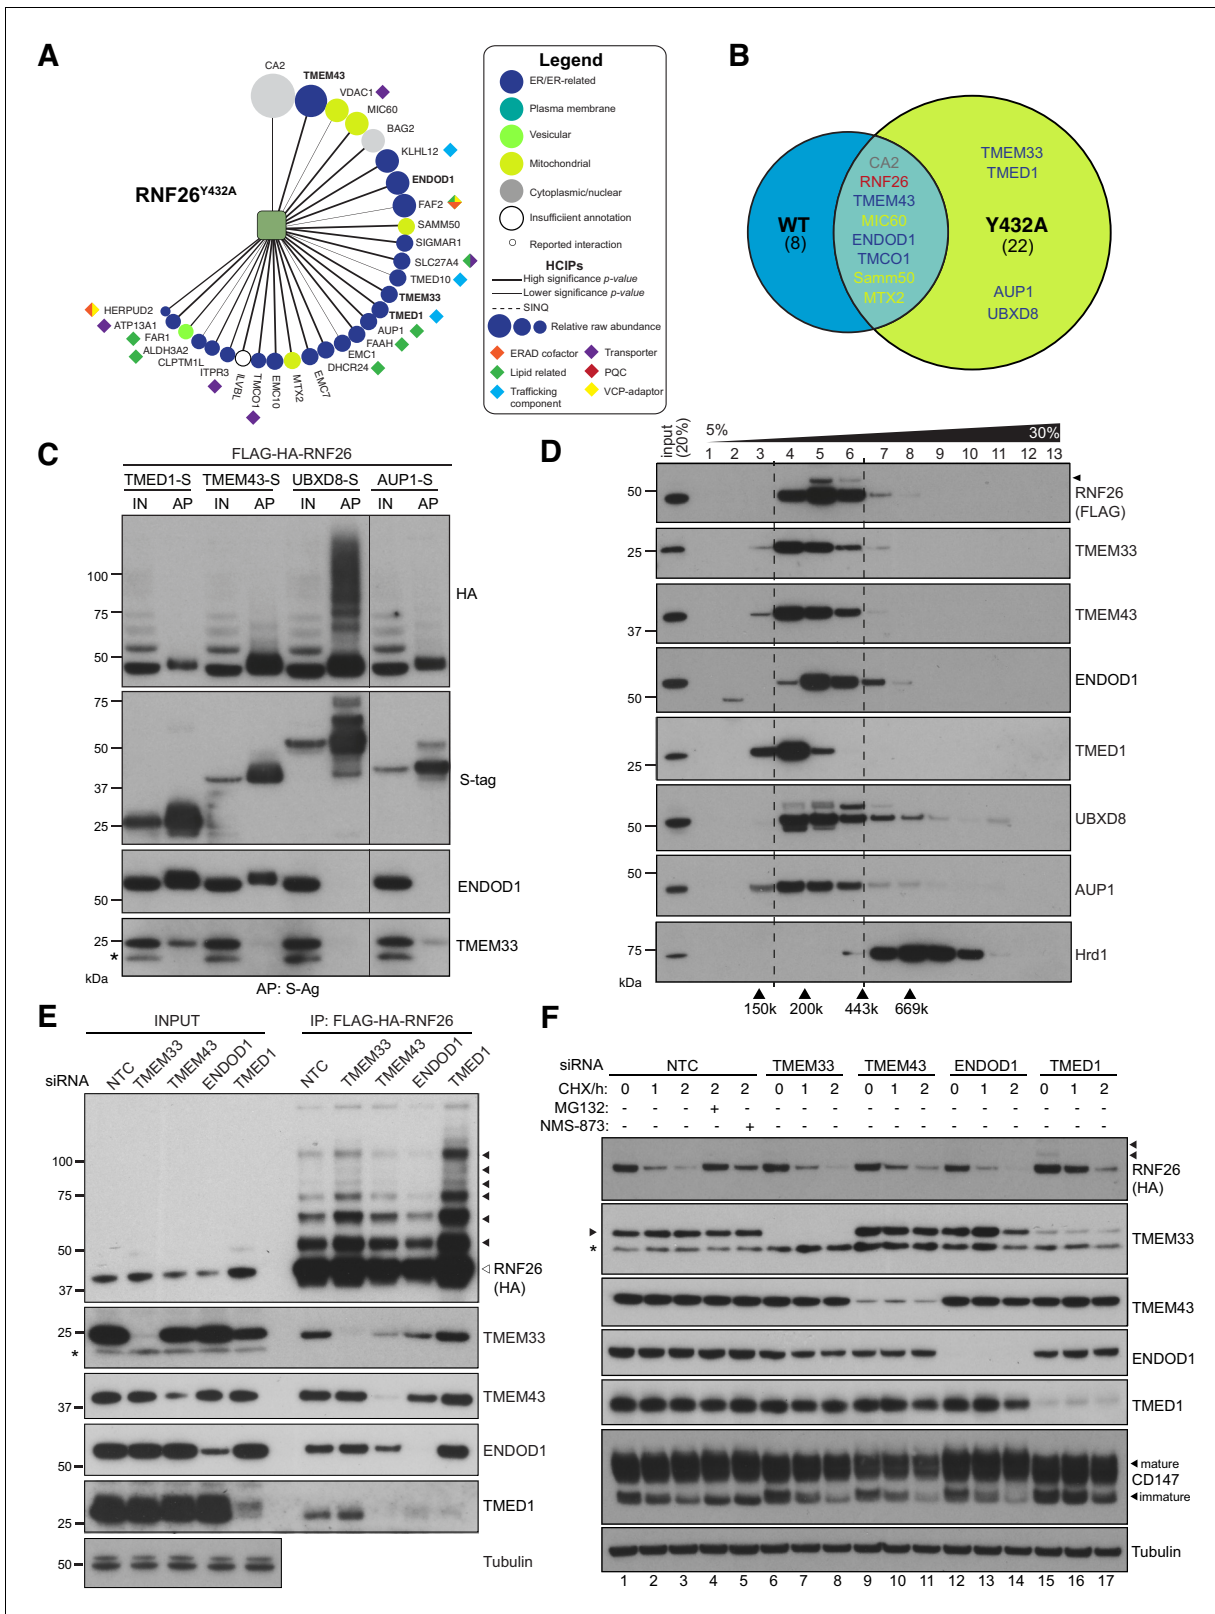 A
CA2
TMEM43
VDAC1
MIC60
BAG2
KLHL12
ENDOD1
FAF2
SAMM50
SIGMAR1
SLC27A4
TMED10
TMEM33
TMED1
AUP1
FAAH
EMC1
DHCR24
EMC7
MTX2
EMC10
TMCO1
ILVBL
ITPR3
CLPTM1L
ALDH3A2
FAR1
ATP13A1
HERPUD2
RNF26Y432A
Legend
ER/ER-related
Plasma membrane
Vesicular
Mitochondrial
Cytoplasmic/nuclear
Insufficiient annotation
Reported interaction
HCIPs
High significance p-value
Lower significance p-value
SINQ
Relative raw abundance
ERAD cofactor
Transporter
Lipid related
PQC
Trafficking
component
VCP-adaptor
B
WT
(8)
CA2
RNF26
TMEM43
MIC60
ENDOD1
TMCO1
Samm50
MTX2
TMEM33
TMED1
Y432A
(22)
AUP1
UBXD8
C
FLAG-HA-RNF26
TMED1-S TMEM43-S UBXD8-S AUP1-S
IN AP IN AP IN AP IN AP
100
75
50
HA
75
50
37
25
S-tag
50
ENDOD1
25
*
TMEM33
kDa
AP: S-Ag
D
input
(20%)
5% 30%
1 2 3 4 5 6 7 8 9 10 11 12 13
50
RNF26
(FLAG)
25
TMEM33
37
TMEM43
50
ENDOD1
25
TMED1
50
UBXD8
50
AUP1
75
Hrd1
kDa
150k 200k 443k 669k
E
INPUT IP: FLAG-HA-RNF26
siRNA NTC TMEM33 TMEM43 ENDOD1 TMED1 NTC TMEM33 TMEM43 ENDOD1 TMED1
100
75
50
37
RNF26
(HA)
25
*
TMEM33
37
TMEM43
50
ENDOD1
25
TMED1
50
Tubulin
F
siRNA NTC TMEM33 TMEM43 ENDOD1 TMED1
CHX/h: 0 1 2 2 2 0 1 2 0 1 2 0 1 2 0 1 2
MG132: - - - + - - - - - - - - - - - - -
NMS-873: - - - - + - - - - - - - - - - - -
RNF26
(HA)
*
TMEM33
TMEM43
ENDOD1
TMED1
mature
CD147
immature
Tubulin
1 2 3 4 5 6 7 8 9 10 11 12 13 14 15 16 17